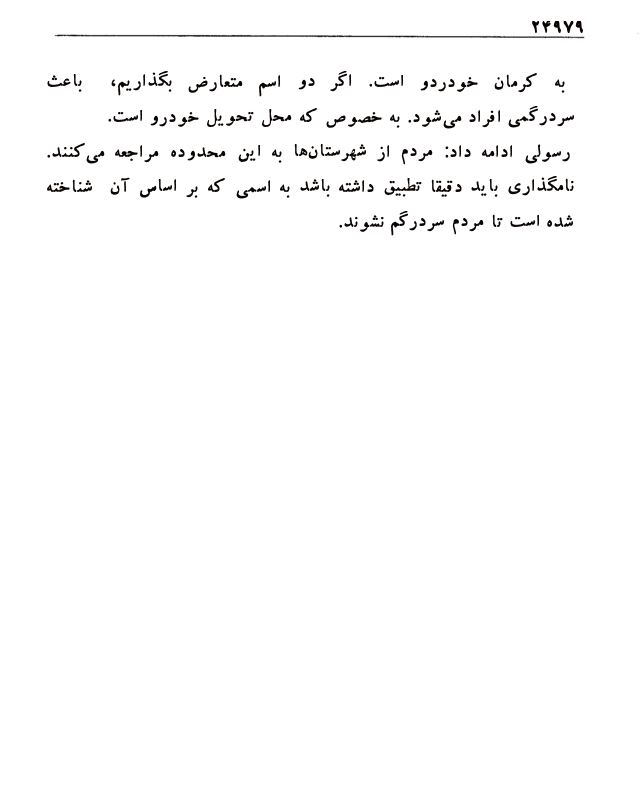 ۲۴۹۷۹
به کرمان خودردو است. اگر دو اسم متعارض بگذاریم، باعث
سردرگمی افراد می‌شود. به خصوص که محل تحویل خودرو است.
رسولی ادامه داد: مردم از شهرستان‌ها به این محدوده مراجعه می‌کنند.
نامگذاری باید دقیقا تطبیق داشته باشد به اسمی که بر اساس آن شناخته
شده است تا مردم سردرگم نشوند.